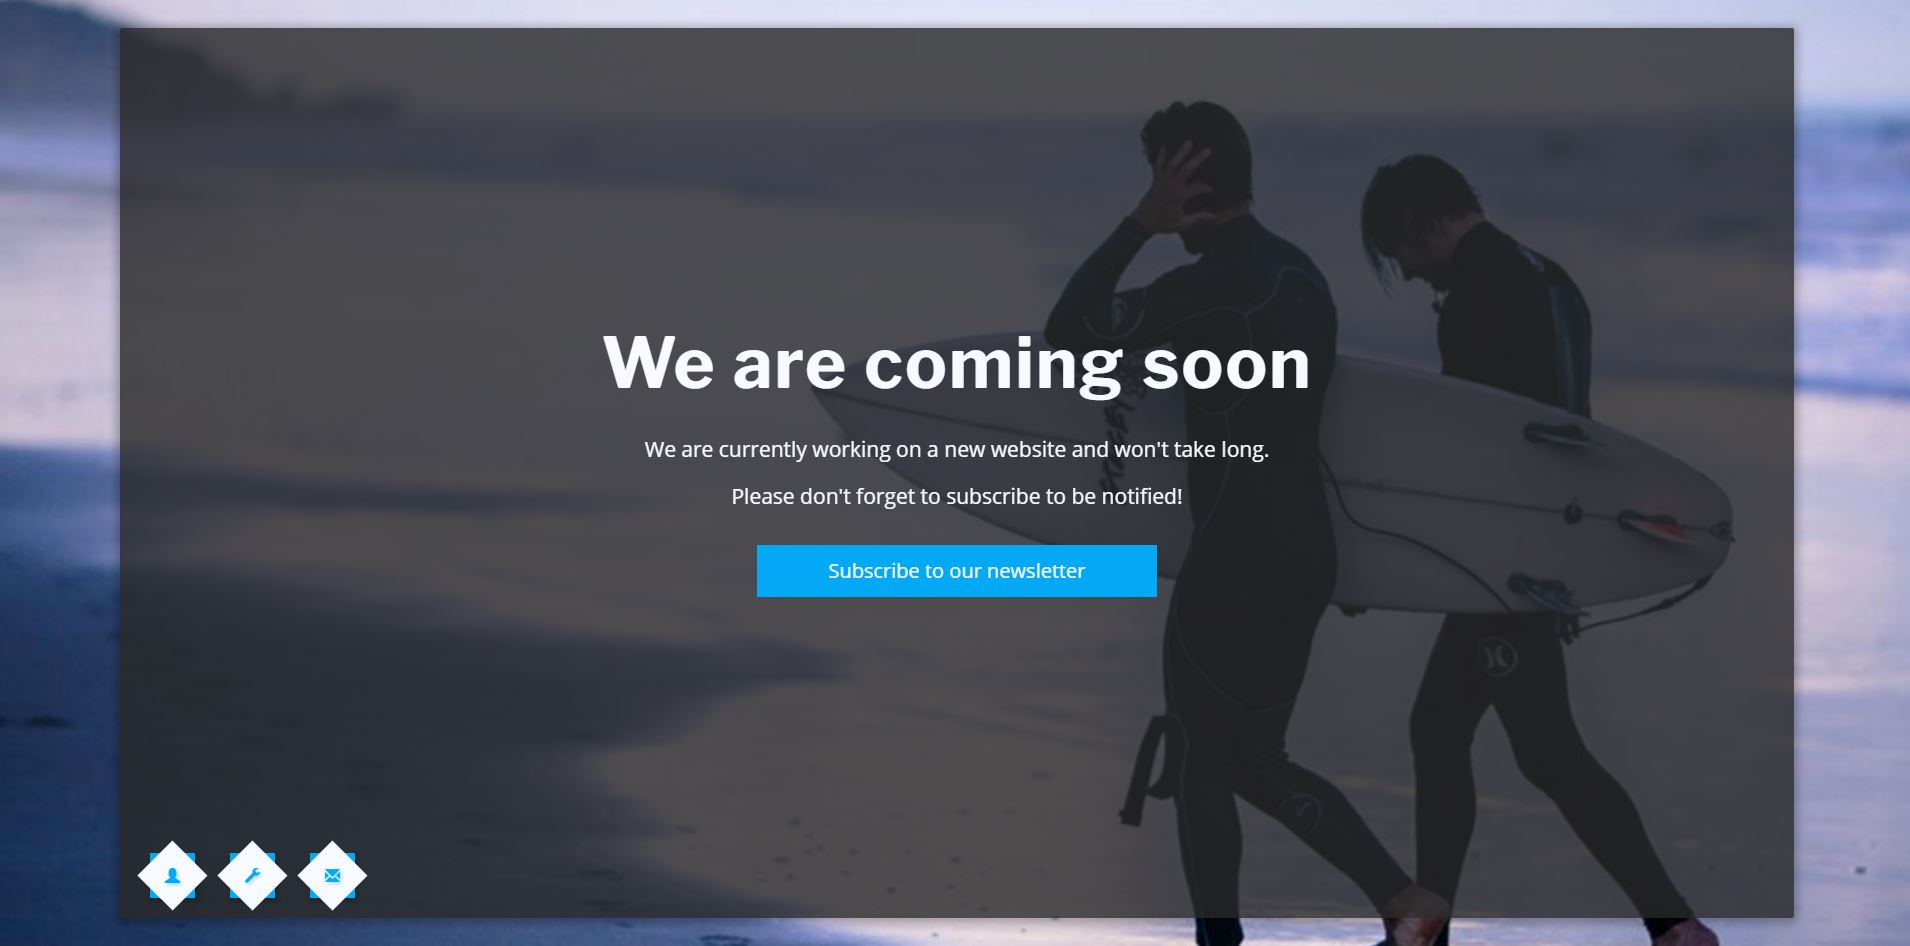 We are coming soon
We are currently working on a new website and won't take long.
Please don't forget to subscribe to be notified!
Subscribe to our newsletter